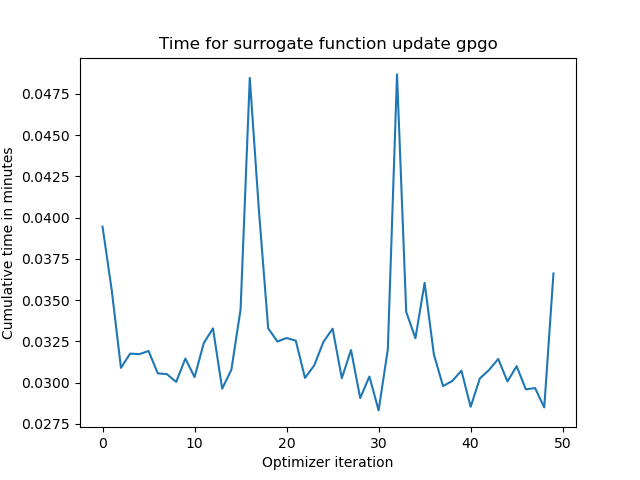 Time for surrogate function update gpgo
Cumulative time in minutes
0.0475
0.0450
0.0425
0.0400
0.0375
0.0350
0.0325
0.0300
0.0275
0 10 20 30 40 50
Optimizer iteration